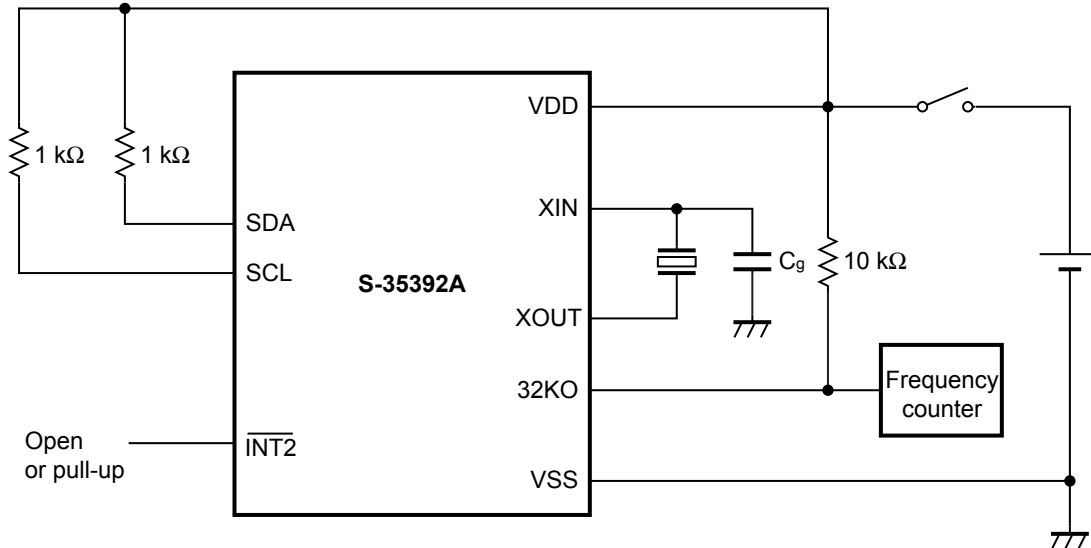 VDD
1 kΩ
1 kΩ
XIN
SDA
Cg
10 kΩ
SCL
S-35392A
XOUT
Frequency
counter
32KO
Open
or pull-up
INT2
VSS